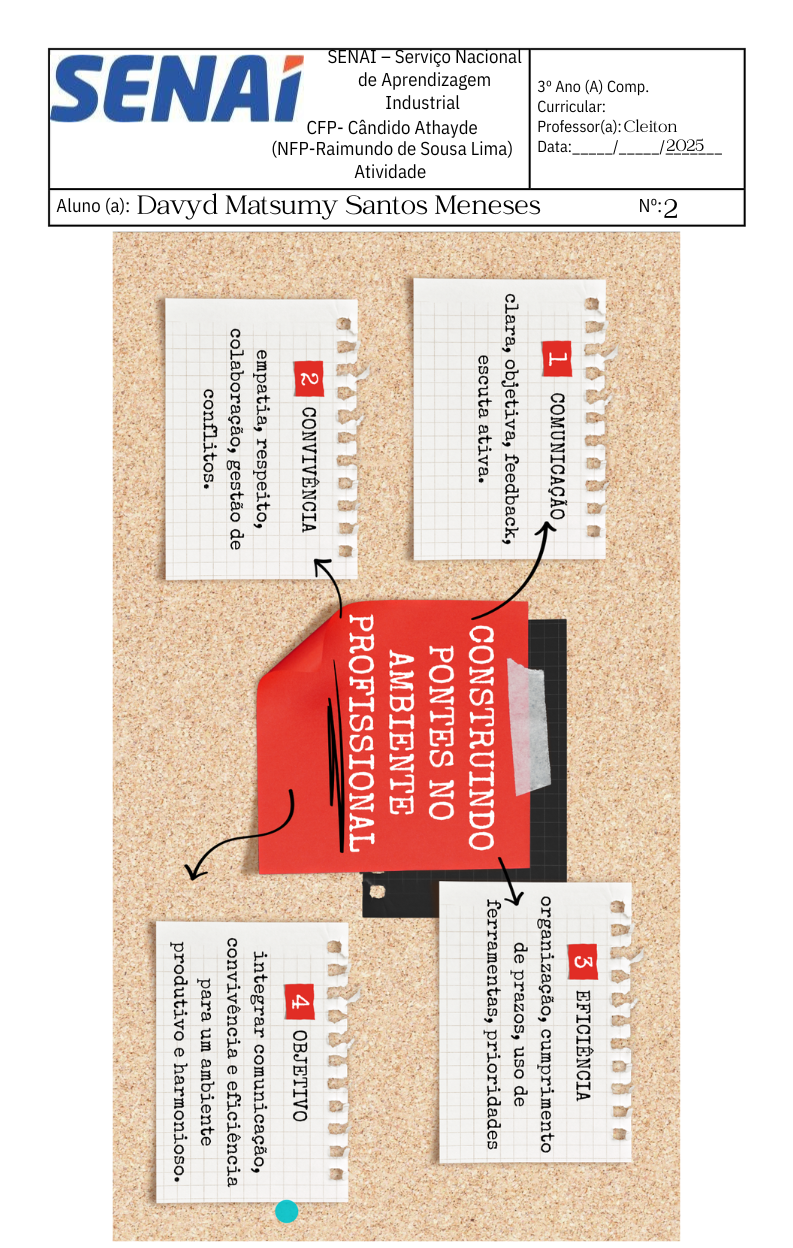 SENAI
SENAI – Serviço Nacional
de Aprendizagem
Industrial
CFP- Cândido Athayde
(NFP-Raimundo de Sousa Lima)
Atividade
3º Ano (A) Comp.
Curricular:
Professor(a): Cleiton
Data:_____/_____/_2025__
Aluno (a): Davyd Matsumy Santos Meneses
Nº:2
CONSTRUINDO
PONTES NO
AMBIENTE
PROFISSIONAL
1 COMUNICAÇÃO
clara, objetiva, feedback,
escuta ativa.
2 CONVIVÊNCIA
empatia, respeito,
colaboração, gestão de
conflitos.
3 EFICIÊNCIA
organização, cumprimento
de prazos, uso de
ferramentas, prioridades
4 OBJETIVO
integrar comunicação,
convivência e eficiência
para um ambiente
produtivo e harmonioso.